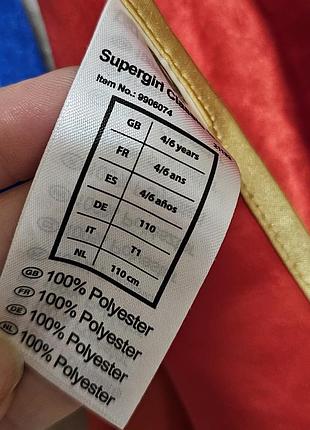 Supergirl
Item No.: 9906074
GB 4/6 years
FR 4/6 ans
ES 4/6 años
DE 110
IT T1
NL 110 cm
GB 100% Polyester
FR 100% Polyester
DE 100% Polyester
NL 100% Polyester